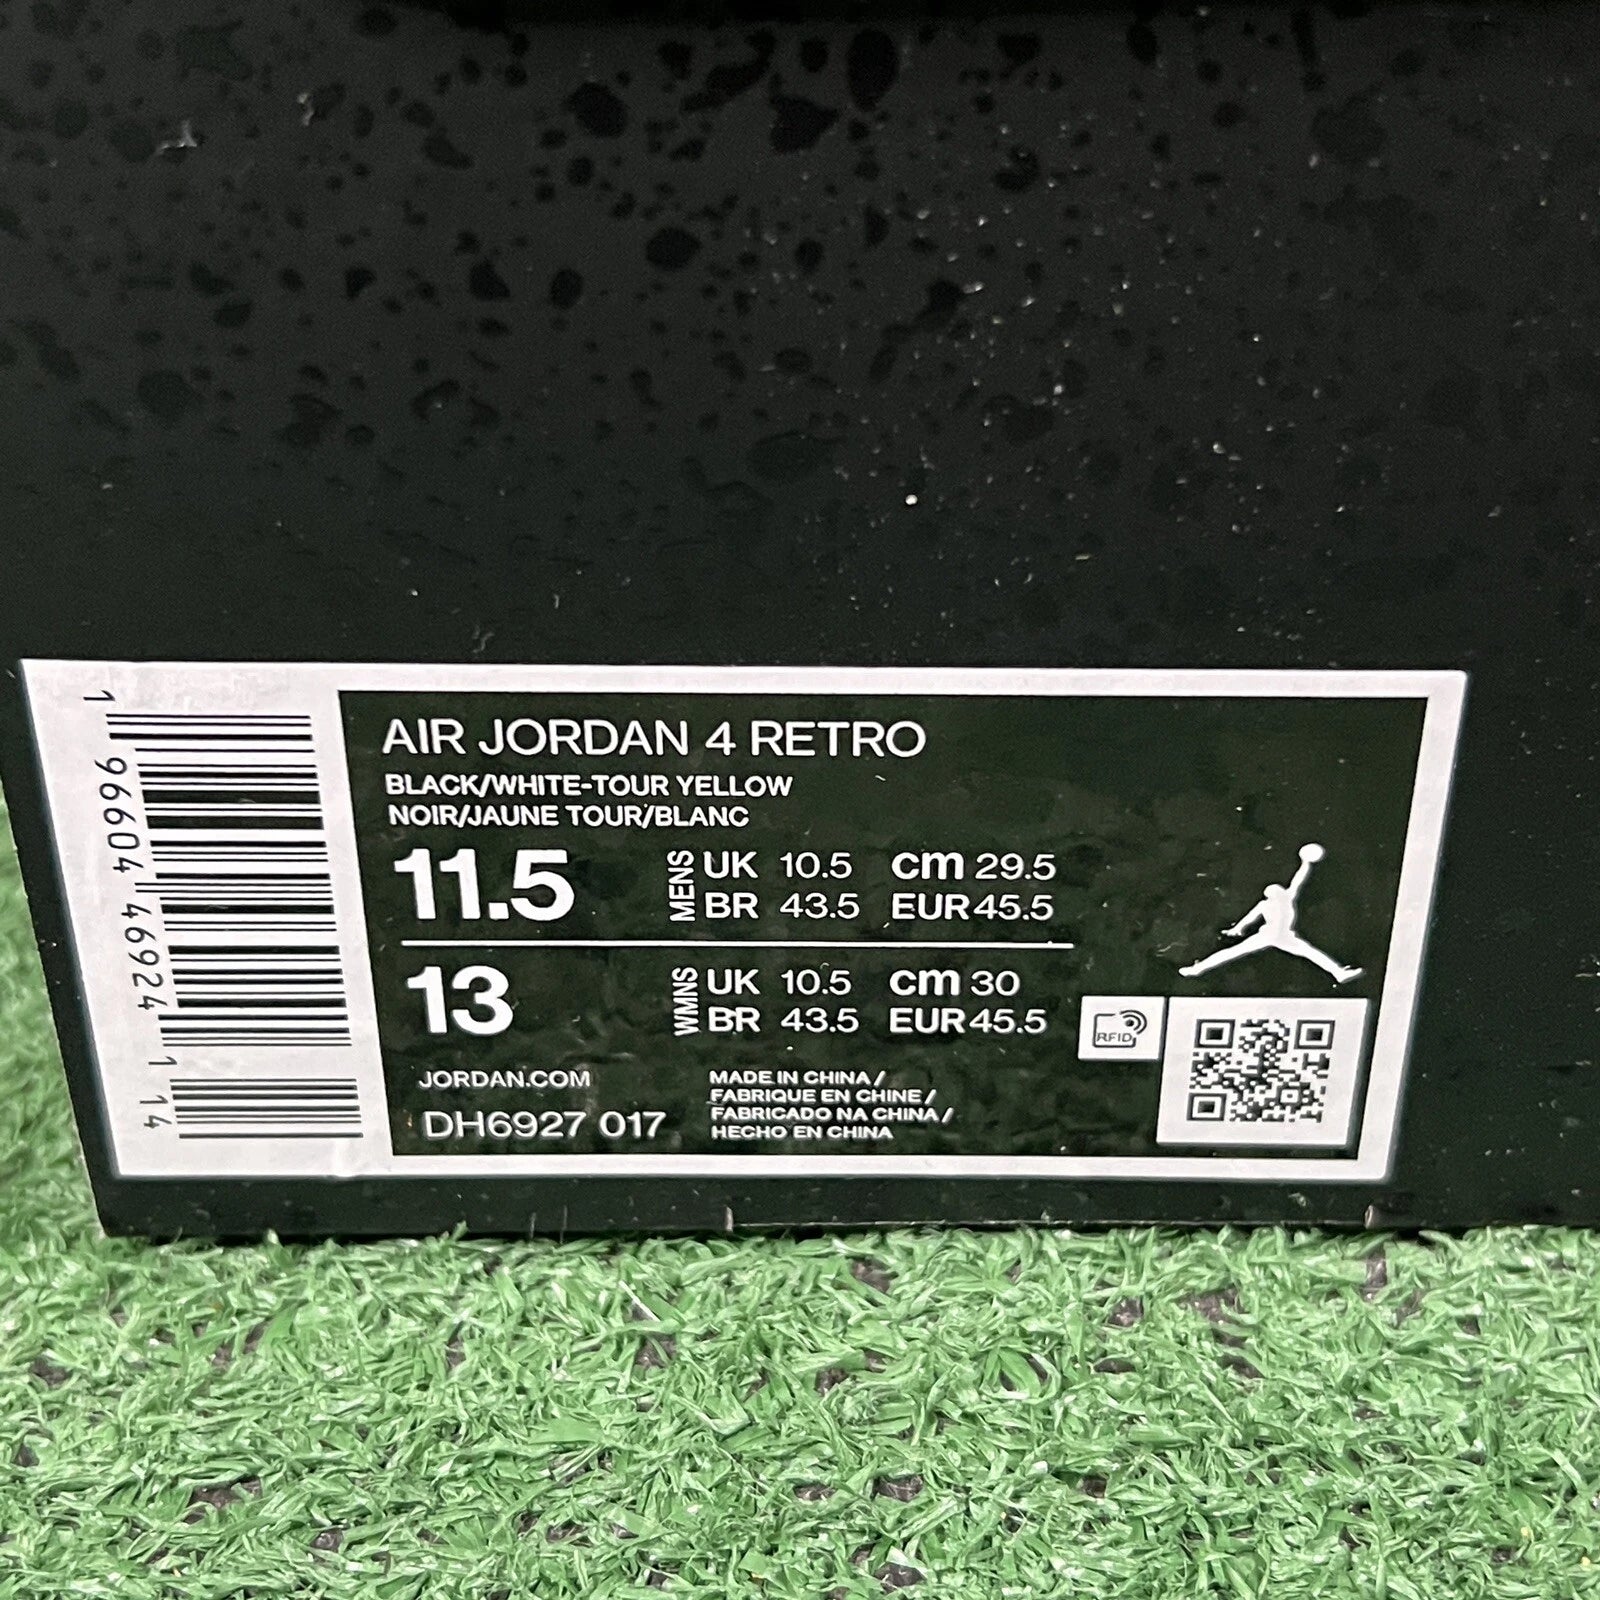 1 96604 46924 1 14
AIR JORDAN 4 RETRO
BLACK/WHITE-TOUR YELLOW
NOIR/JAUNE TOUR/BLANC
11.5 MENS UK 10.5 cm 29.5
BR 43.5 EUR 45.5
13 WMNS UK 10.5 cm 30
BR 43.5 EUR 45.5
RFID
JORDAN.COM
DH6927 017
MADE IN CHINA /
FABRIQUE EN CHINE /
FABRICADO NA CHINA /
HECHO EN CHINA